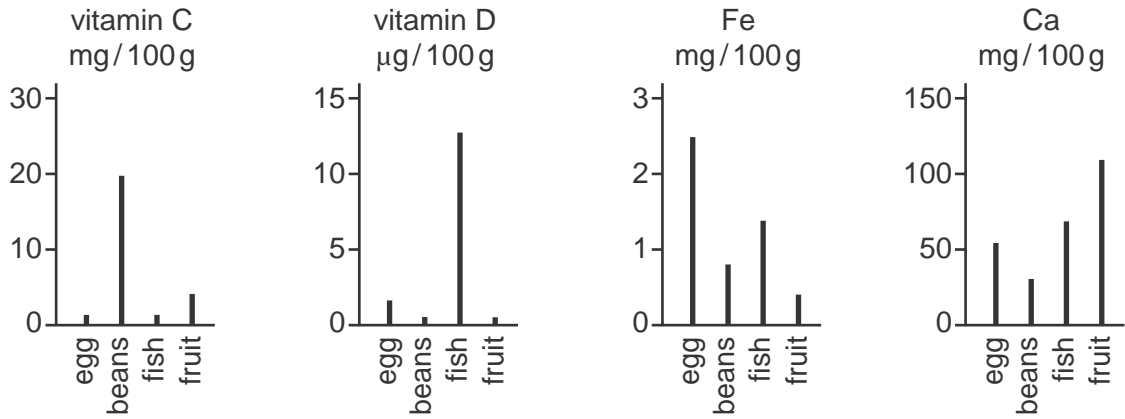 vitamin C
mg/100 g
30
20
10
0
egg
beans
fish
fruit
vitamin D
μg/100 g
15
10
5
0
egg
beans
fish
fruit
Fe
mg/100 g
3
2
1
0
egg
beans
fish
fruit
Ca
mg/100 g
150
100
50
0
egg
beans
fish
fruit